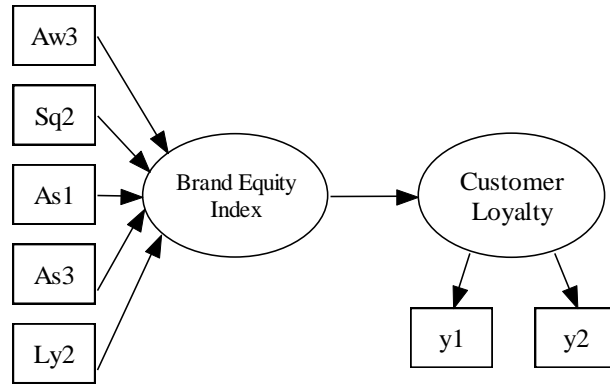 Aw3
Sq2
As1
As3
Ly2
Brand Equity
Index
Customer
Loyalty
y1
y2